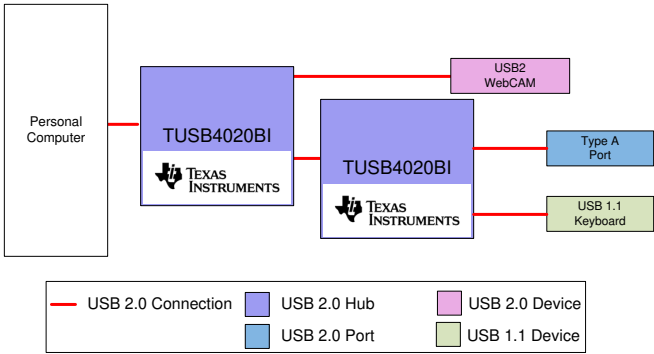 Personal
Computer
TUSB4020BI
TEXAS
INSTRUMENTS
USB2
WebCAM
TUSB4020BI
TEXAS
INSTRUMENTS
Type A
Port
USB 1.1
Keyboard
USB 2.0 Connection
USB 2.0 Hub
USB 2.0 Device
USB 2.0 Port
USB 1.1 Device